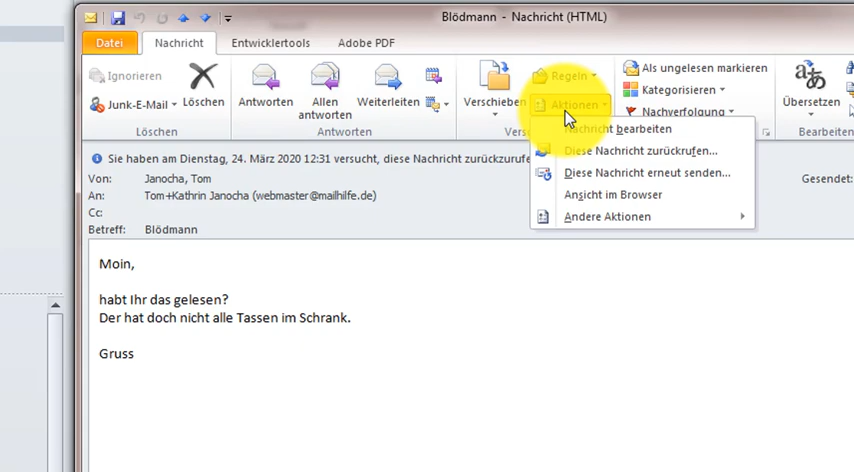 Blödmann - Nachricht (HTML)
Datei Nachricht Entwicklertools Adobe PDF
Ignorieren
Junk-E-Mail
Löschen
Löschen
Antworten
Allen antworten
Weiterleiten
Antworten
Verschieben
Regeln
Aktionen
Als ungelesen markieren
Kategorisieren
Nachverfolgung
Übersetzen
Bearbeiten
Nachricht bearbeiten
Diese Nachricht zurückrufen...
Diese Nachricht erneut senden...
Ansicht im Browser
Andere Aktionen
Sie haben am Dienstag, 24. März 2020 12:31 versucht, diese Nachricht
Von: Janocha, Tom
Gesendet:
An: Tom+Kathrin Janocha (webmaster@mailhilfe.de)
Cc:
Betreff: Blödmann
Moin,
habt Ihr das gelesen?
Der hat doch nicht alle Tassen im Schrank.
Gruss